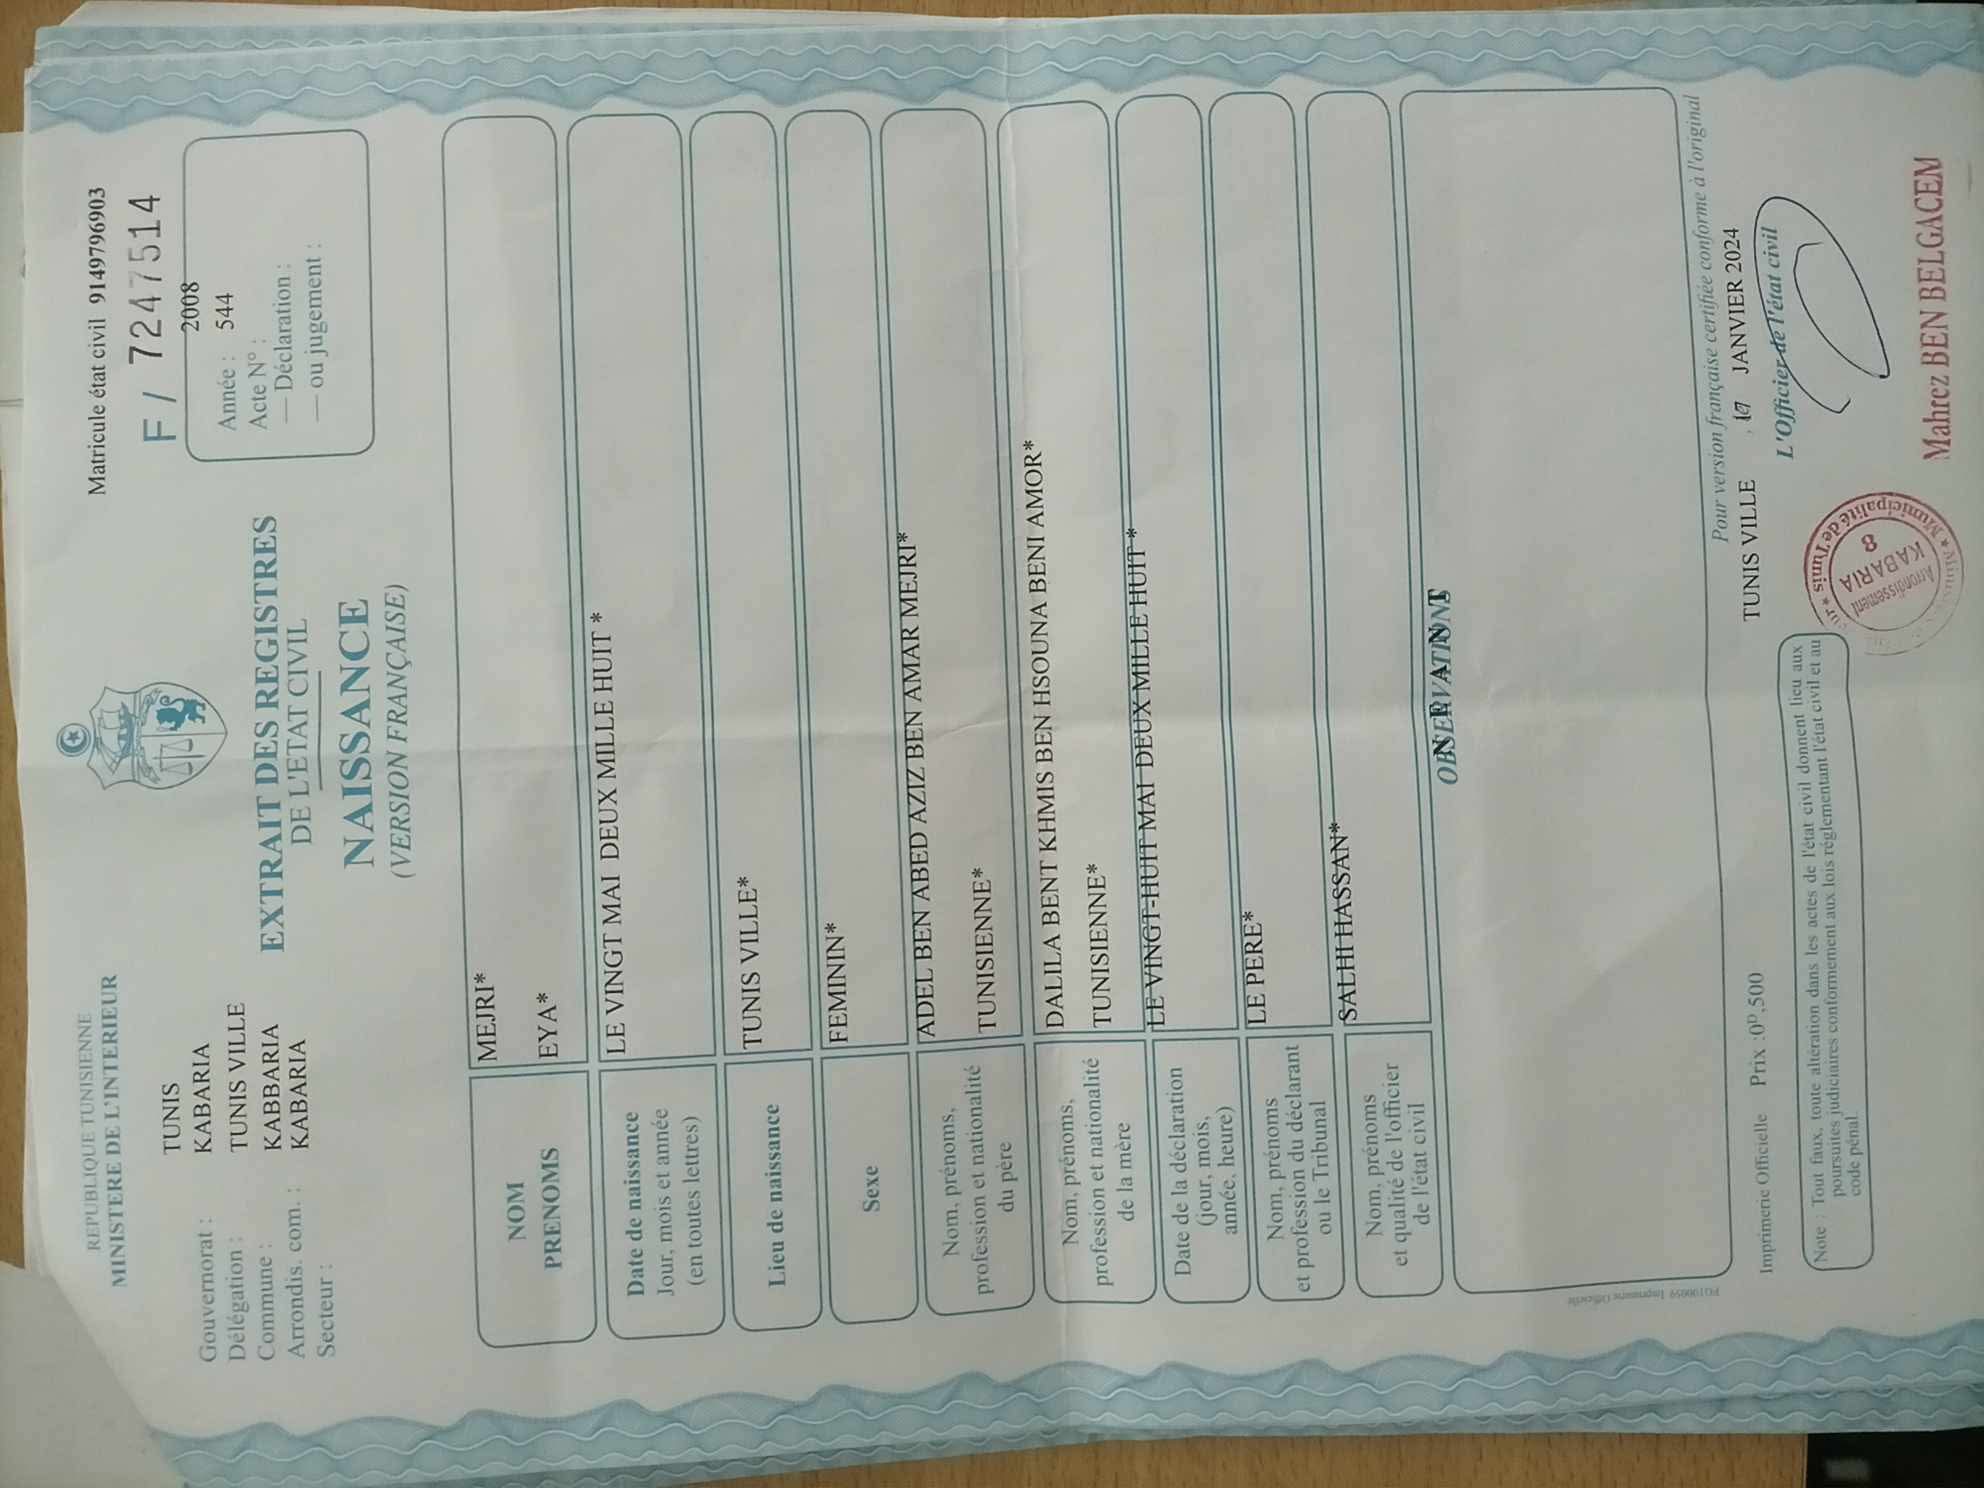 REPUBLIQUE TUNISIENNE
MINISTERE DE L'INTERIEUR
Matricule état civil 9149796903
F / 7247514
Gouvernorat : TUNIS
Délégation : KABARIA
Commune : TUNIS VILLE
Arrondis. com. : KABBARIA
Secteur : KABARIA
2008
Année : 544
Acte N° :
— Déclaration :
— ou jugement :
EXTRAIT DES REGISTRES
DE L'ETAT CIVIL
NAISSANCE
(VERSION FRANÇAISE)
NOM MEJRI*
PRENOMS EYA*
Date de naissance
Jour, mois et année
(en toutes lettres)
LE VINGT MAI DEUX MILLE HUIT *
Lieu de naissance
TUNIS VILLE*
Sexe
FEMININ*
Nom, prénoms,
profession et nationalité
du père
ADEL BEN ABED AZIZ BEN AMAR MEJRI*
TUNISIENNE*
Nom, prénoms,
profession et nationalité
de la mère
DALILA BENT KHMIS BEN HSOUNA BENI AMOR*
TUNISIENNE*
Date de la déclaration
(jour, mois,
année, heure)
LE VINGT-HUIT MAI DEUX MILLE HUIT *
Nom, prénoms
et profession du déclarant
ou le Tribunal
LE PERE*
Nom, prénoms
et qualité de l'officier
de l'état civil
SALHI HASSAN*
OBSERVATIONS
NEANT
FG100059 Imprimerie Officielle
Pour version française certifiée conforme à l'original
TUNIS VILLE , JANVIER 2024
L'Officier de l'état civil
Imprimerie Officielle Prix :0ᴰ,500
Note : Tout faux, toute altération dans les actes de l'état civil donnent lieu aux
poursuites judiciaires conformement aux lois réglementant l'état civil et au
code pénal.
Municipalité de Tunis
Arrondissement
KABARIA
8
Mahrez BEN BELGACEM